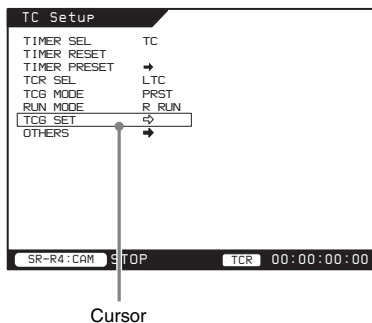 TC Setup
TIMER SEL TC
TIMER RESET
TIMER PRESET ➡
TCR SEL LTC
TCG MODE PRST
RUN MODE R RUN
TCG SET ⇨
OTHERS ➡
SR-R4:CAM STOP TCR 00:00:00:00
Cursor